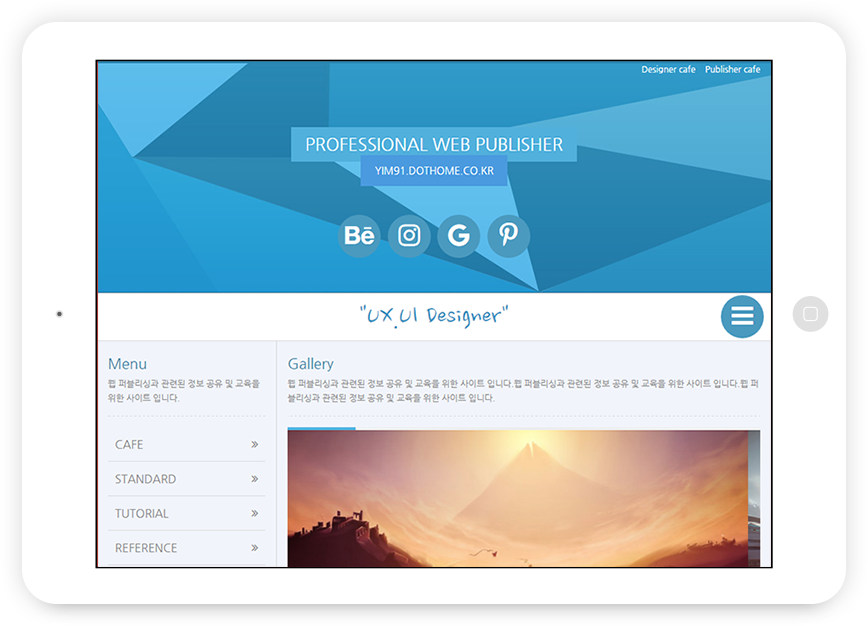 Designer cafe Publisher cafe
PROFESSIONAL WEB PUBLISHER
YIM91.DOTHOME.CO.KR
Bē
G
"UX.UI Designer"
Menu
웹 퍼블리싱과 관련된 정보 공유 및 교육을
위한 사이트 입니다.
CAFE »
STANDARD »
TUTORIAL »
REFERENCE »
Gallery
웹 퍼블리싱과 관련된 정보 공유 및 교육을 위한 사이트 입니다.웹 퍼블리싱과 관련된 정보 공유 및 교육을 위한 사이트 입니다.웹 퍼
블리싱과 관련된 정보 공유 및 교육을 위한 사이트 입니다.